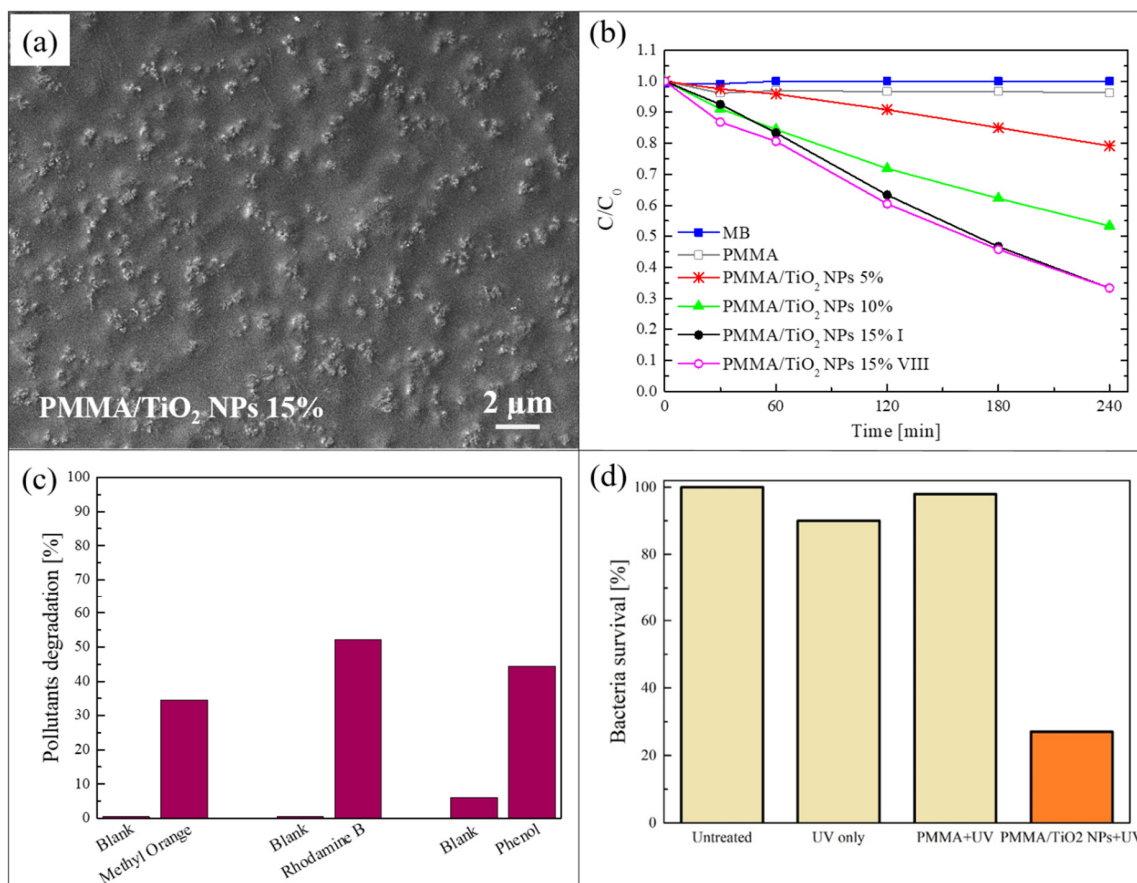 (a)
PMMA/TiO₂ NPs 15%
2 µm
(b)
C/C₀
1.1
1.0
0.9
0.8
0.7
0.6
0.5
0.4
0.3
0.2
0.1
0.0
MB
PMMA
PMMA/TiO₂ NPs 5%
PMMA/TiO₂ NPs 10%
PMMA/TiO₂ NPs 15% I
PMMA/TiO₂ NPs 15% VIII
0 60 120 180 240
Time [min]
(c)
Pollutants degradation [%]
100
90
80
70
60
50
40
30
20
10
0
Blank
Methyl Orange
Blank
Rhodamine B
Blank
Phenol
(d)
Bacteria survival [%]
100
80
60
40
20
0
Untreated UV only PMMA+UV PMMA/TiO2 NPs+UV